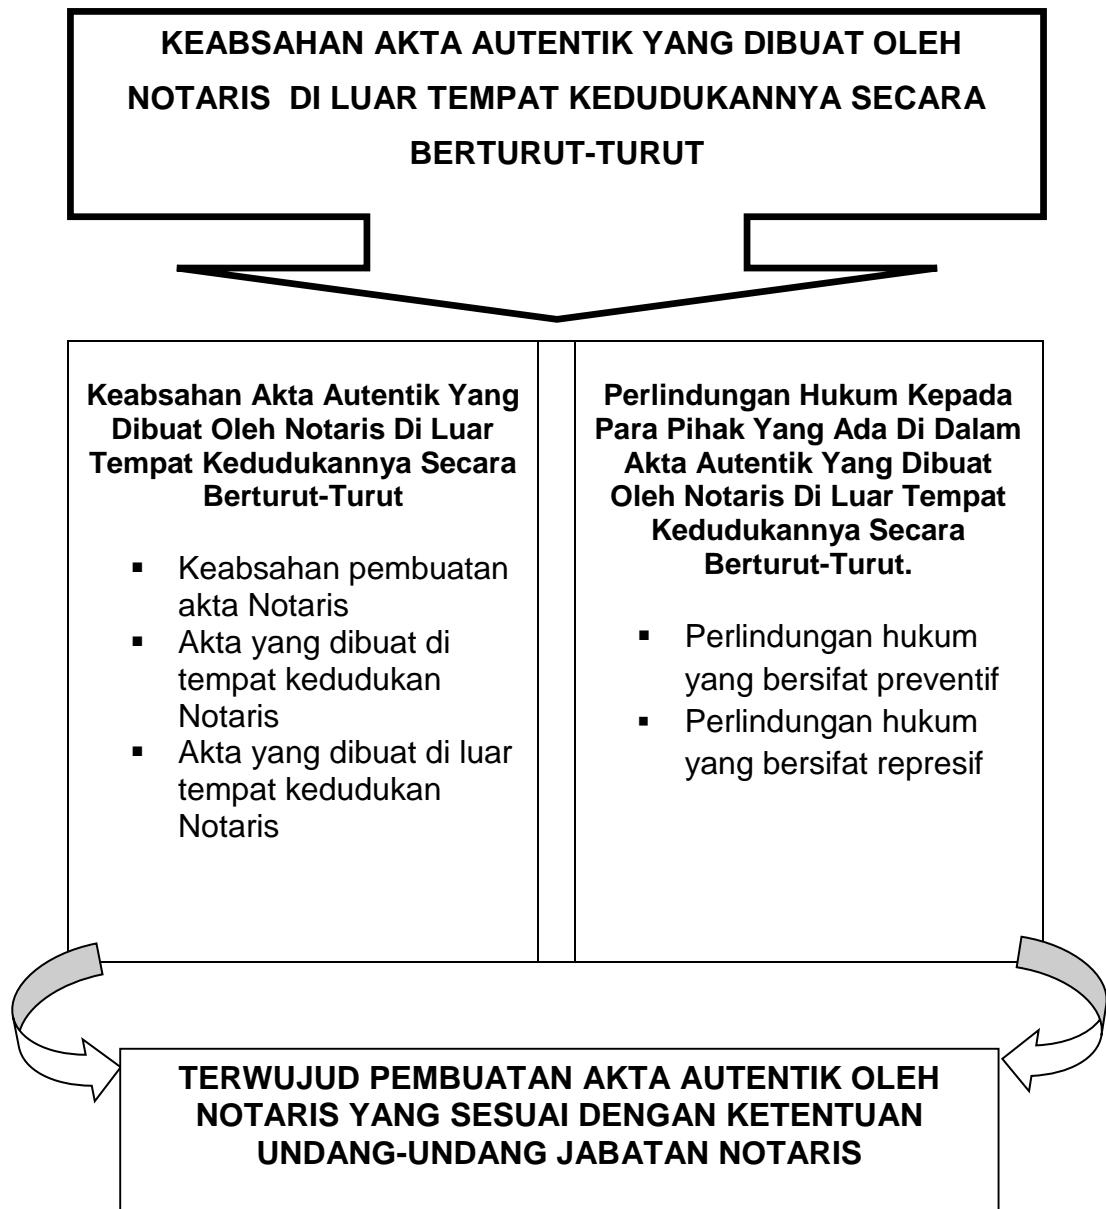 KEABSAHAN AKTA AUTENTIK YANG DIBUAT OLEH
NOTARIS DI LUAR TEMPAT KEDUDUKANNYA SECARA
BERTURUT-TURUT
Keabsahan Akta Autentik Yang
Dibuat Oleh Notaris Di Luar
Tempat Kedudukannya Secara
Berturut-Turut
▪ Keabsahan pembuatan
akta Notaris
▪ Akta yang dibuat di
tempat kedudukan
Notaris
▪ Akta yang dibuat di luar
tempat kedudukan
Notaris
Perlindungan Hukum Kepada
Para Pihak Yang Ada Di Dalam
Akta Autentik Yang Dibuat
Oleh Notaris Di Luar Tempat
Kedudukannya Secara
Berturut-Turut.
▪ Perlindungan hukum
yang bersifat preventif
▪ Perlindungan hukum
yang bersifat represif
TERWUJUD PEMBUATAN AKTA AUTENTIK OLEH
NOTARIS YANG SESUAI DENGAN KETENTUAN
UNDANG-UNDANG JABATAN NOTARIS